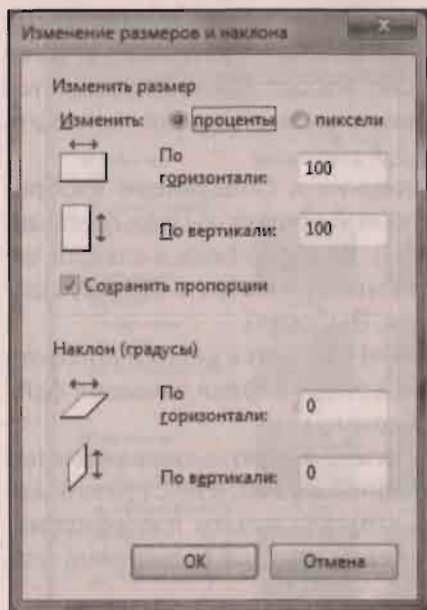 Изменение размеров и наклона
Изменить размер
Изменить: проценты пиксели
По
горизонтали: 100
По вертикали: 100
Сохранить пропорции
Наклон (градусы)
По
горизонтали: 0
По вертикали: 0
OK Отмена